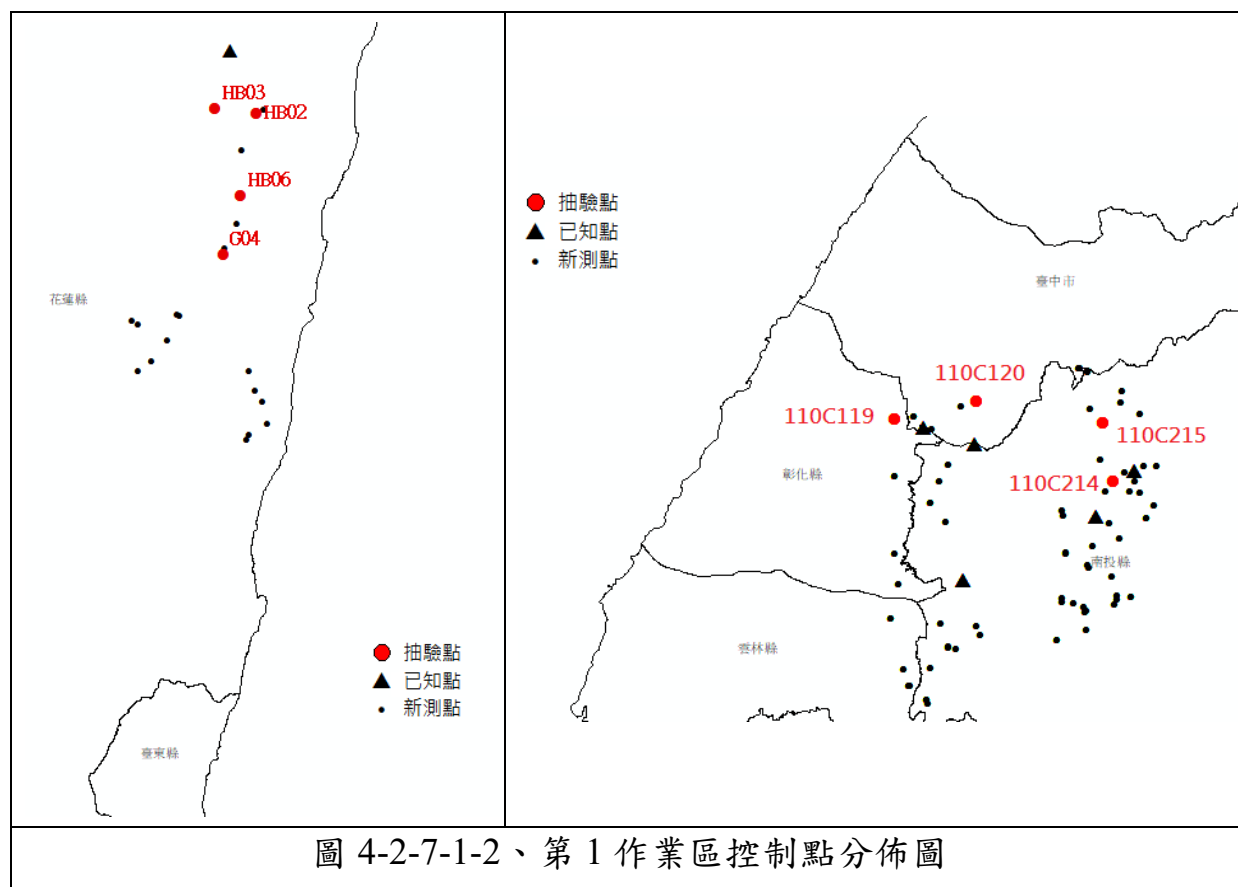 HB03
HB02
HB06
G04
花蓮縣
抽驗點
已知點
新測點
臺東縣
抽驗點
已知點
新測點
臺中市
110C120
110C119
110C215
彰化縣
110C214
南投縣
雲林縣
圖 4-2-7-1-2、第 1 作業區控制點分佈圖